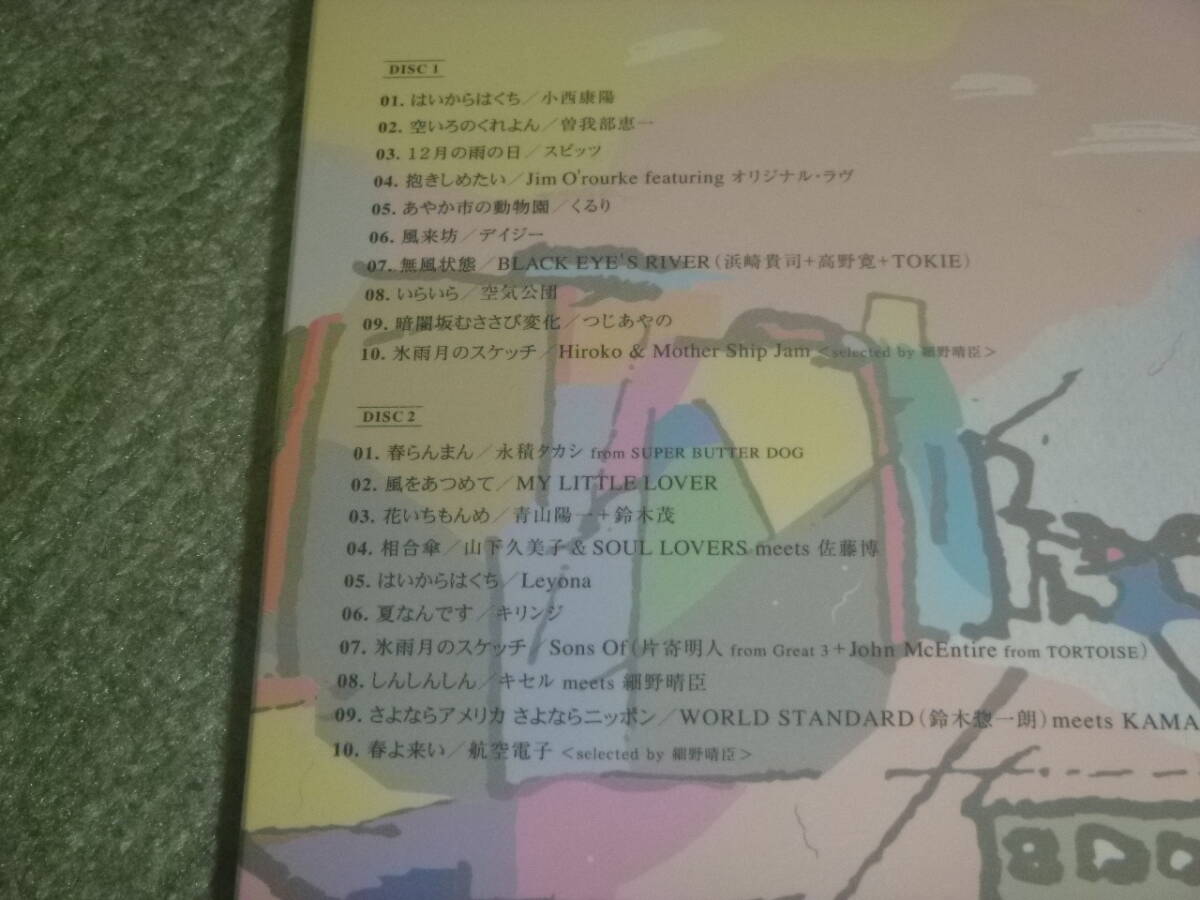 DISC 1
01. はいからはくち／小西康陽
02. 空いろのくれよん／曽我部恵一
03. 12月の雨の日／スピッツ
04. 抱きしめたい／Jim O'rourke featuring オリジナル・ラヴ
05. あやか市の動物園／くるり
06. 風来坊／デイジー
07. 無風状態／BLACK EYE'S RIVER（浜崎貴司+高野寛+TOKIE）
08. いらいら／空気公団
09. 暗闇坂むささび変化／つじあやの
10. 氷雨月のスケッチ／Hiroko & Mother Ship Jam <selected by 細野晴臣>
DISC 2
01. 春らんまん／永積タカシ from SUPER BUTTER DOG
02. 風をあつめて／MY LITTLE LOVER
03. 花いちもんめ／青山陽一+鈴木茂
04. 相合傘／山下久美子 & SOUL LOVERS meets 佐藤博
05. はいからはくち／Leyona
06. 夏なんです／キリンジ
07. 氷雨月のスケッチ／Sons Of（片寄明人 from Great 3+John McEntire from TORTOISE）
08. しんしんしん／キセル meets 細野晴臣
09. さよならアメリカ さよならニッポン／WORLD STANDARD（鈴木惣一朗）meets KAMA
10. 春よ来い／航空電子 <selected by 細野晴臣>